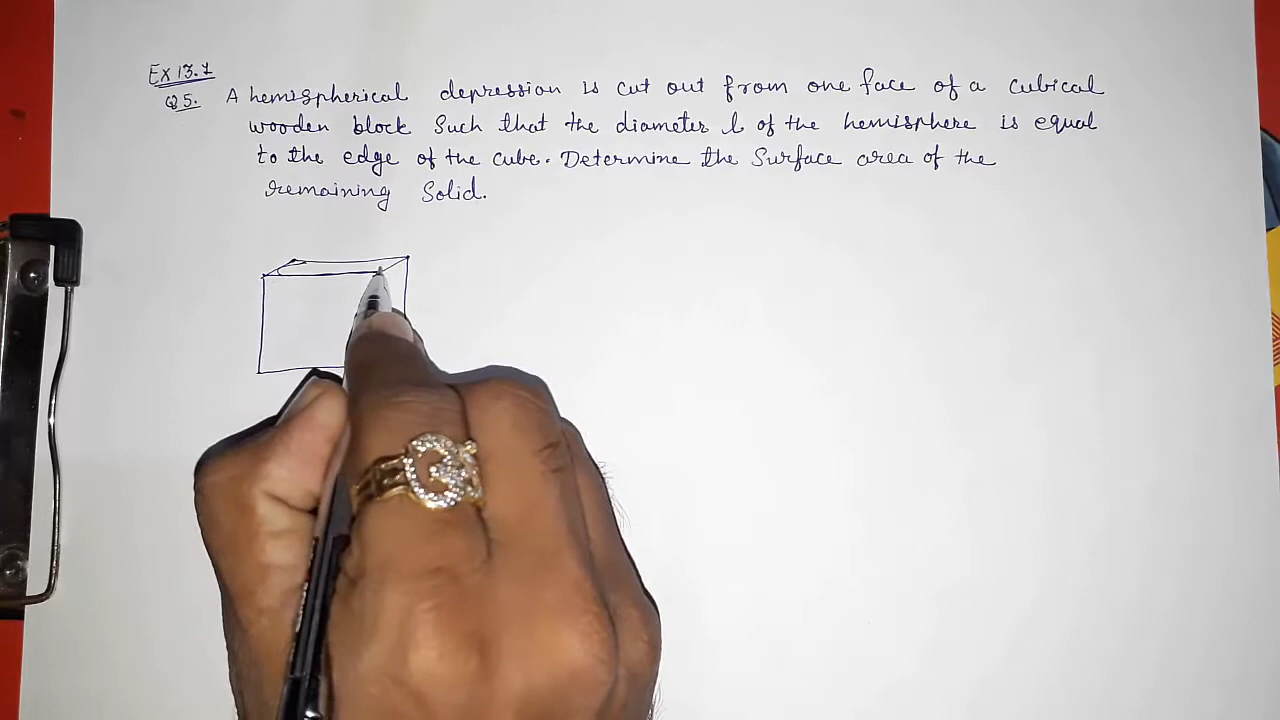 Ex 13.1
Q5. A hemispherical depression is cut out from one face of a cubical
wooden block such that the diameter l of the hemisphere is equal
to the edge of the cube. Determine the Surface area of the
remaining Solid.